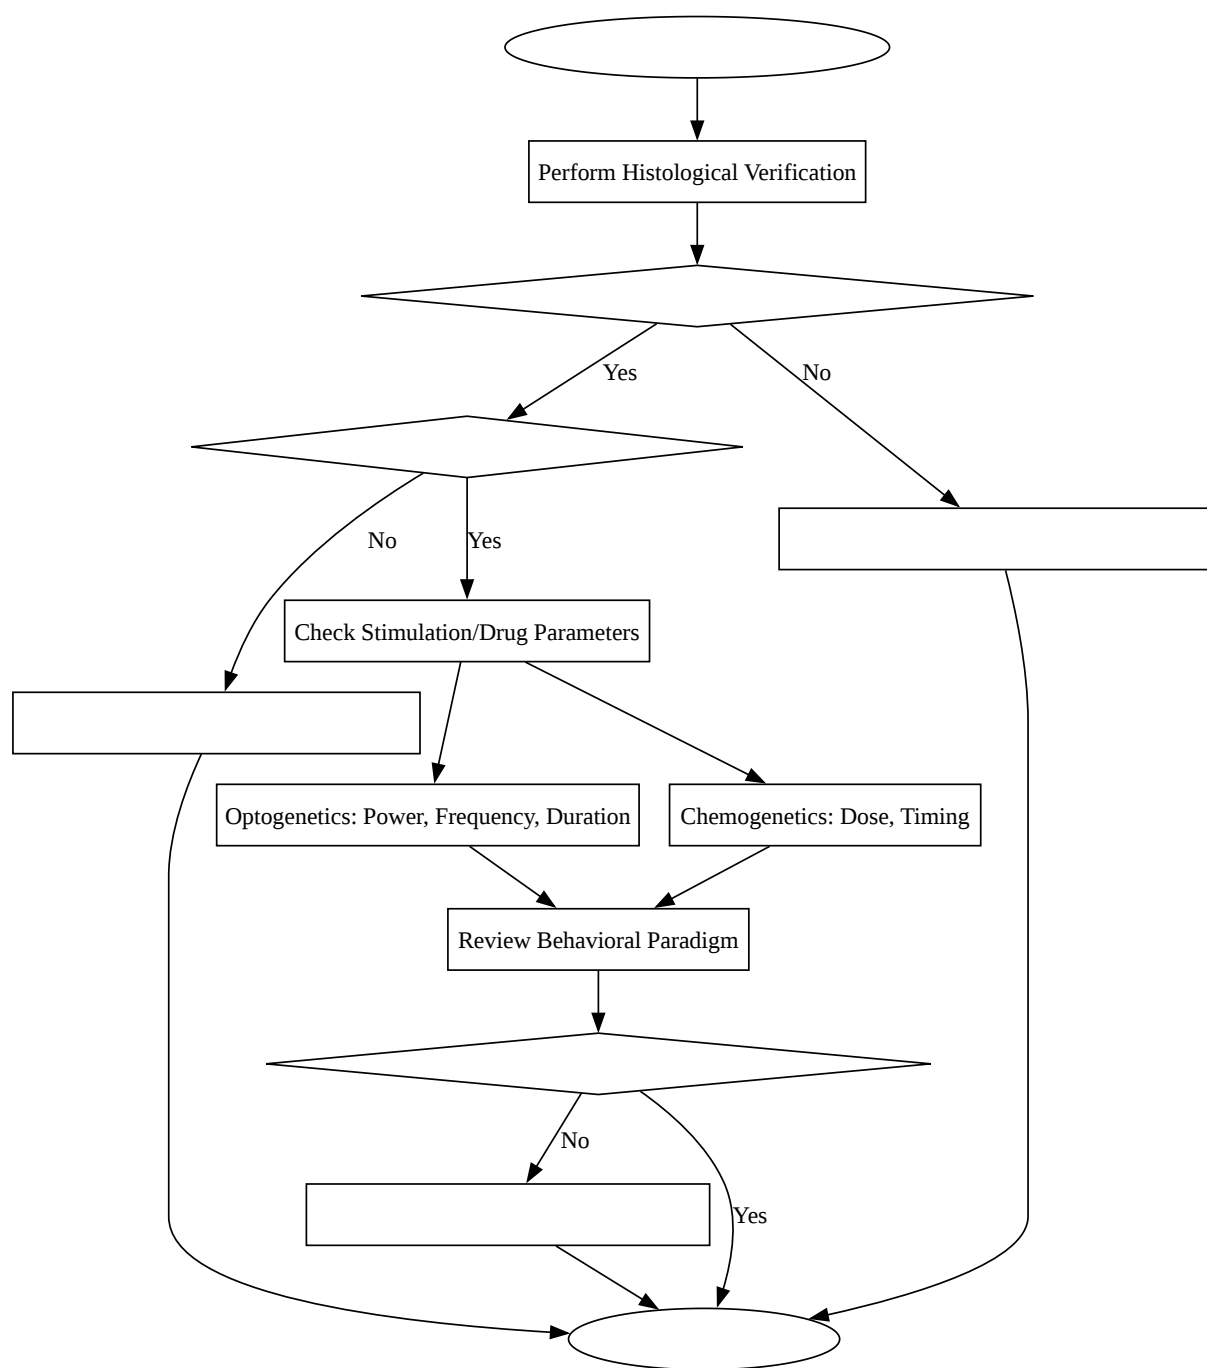 Perform Histological Verification
Yes
No
No
Yes
Check Stimulation/Drug Parameters
Optogenetics: Power, Frequency, Duration
Chemogenetics: Dose, Timing
Review Behavioral Paradigm
No
Yes